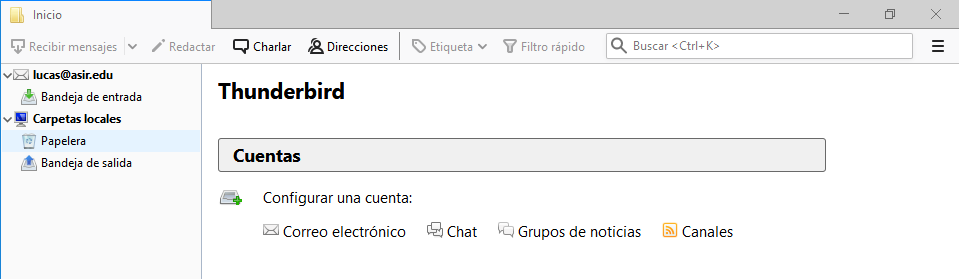 Inicio
Recibir mensajes Redactar Charlar Direcciones Etiqueta Filtro rápido Buscar <Ctrl+K>
lucas@asir.edu
Bandeja de entrada
Carpetas locales
Papelera
Bandeja de salida
Thunderbird
Cuentas
Configurar una cuenta:
Correo electrónico Chat Grupos de noticias Canales